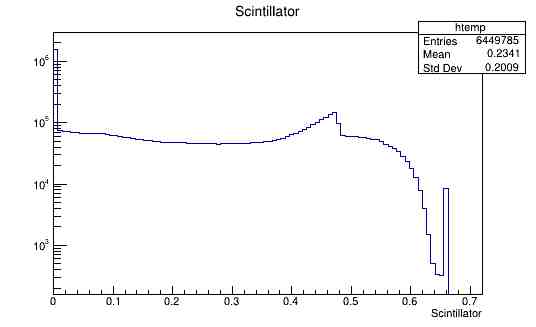 Scintillator
htemp
Entries 6449785
Mean 0.2341
Std Dev 0.2009
10^6
10^5
10^4
10^3
0 0.1 0.2 0.3 0.4 0.5 0.6 0.7
Scintillator